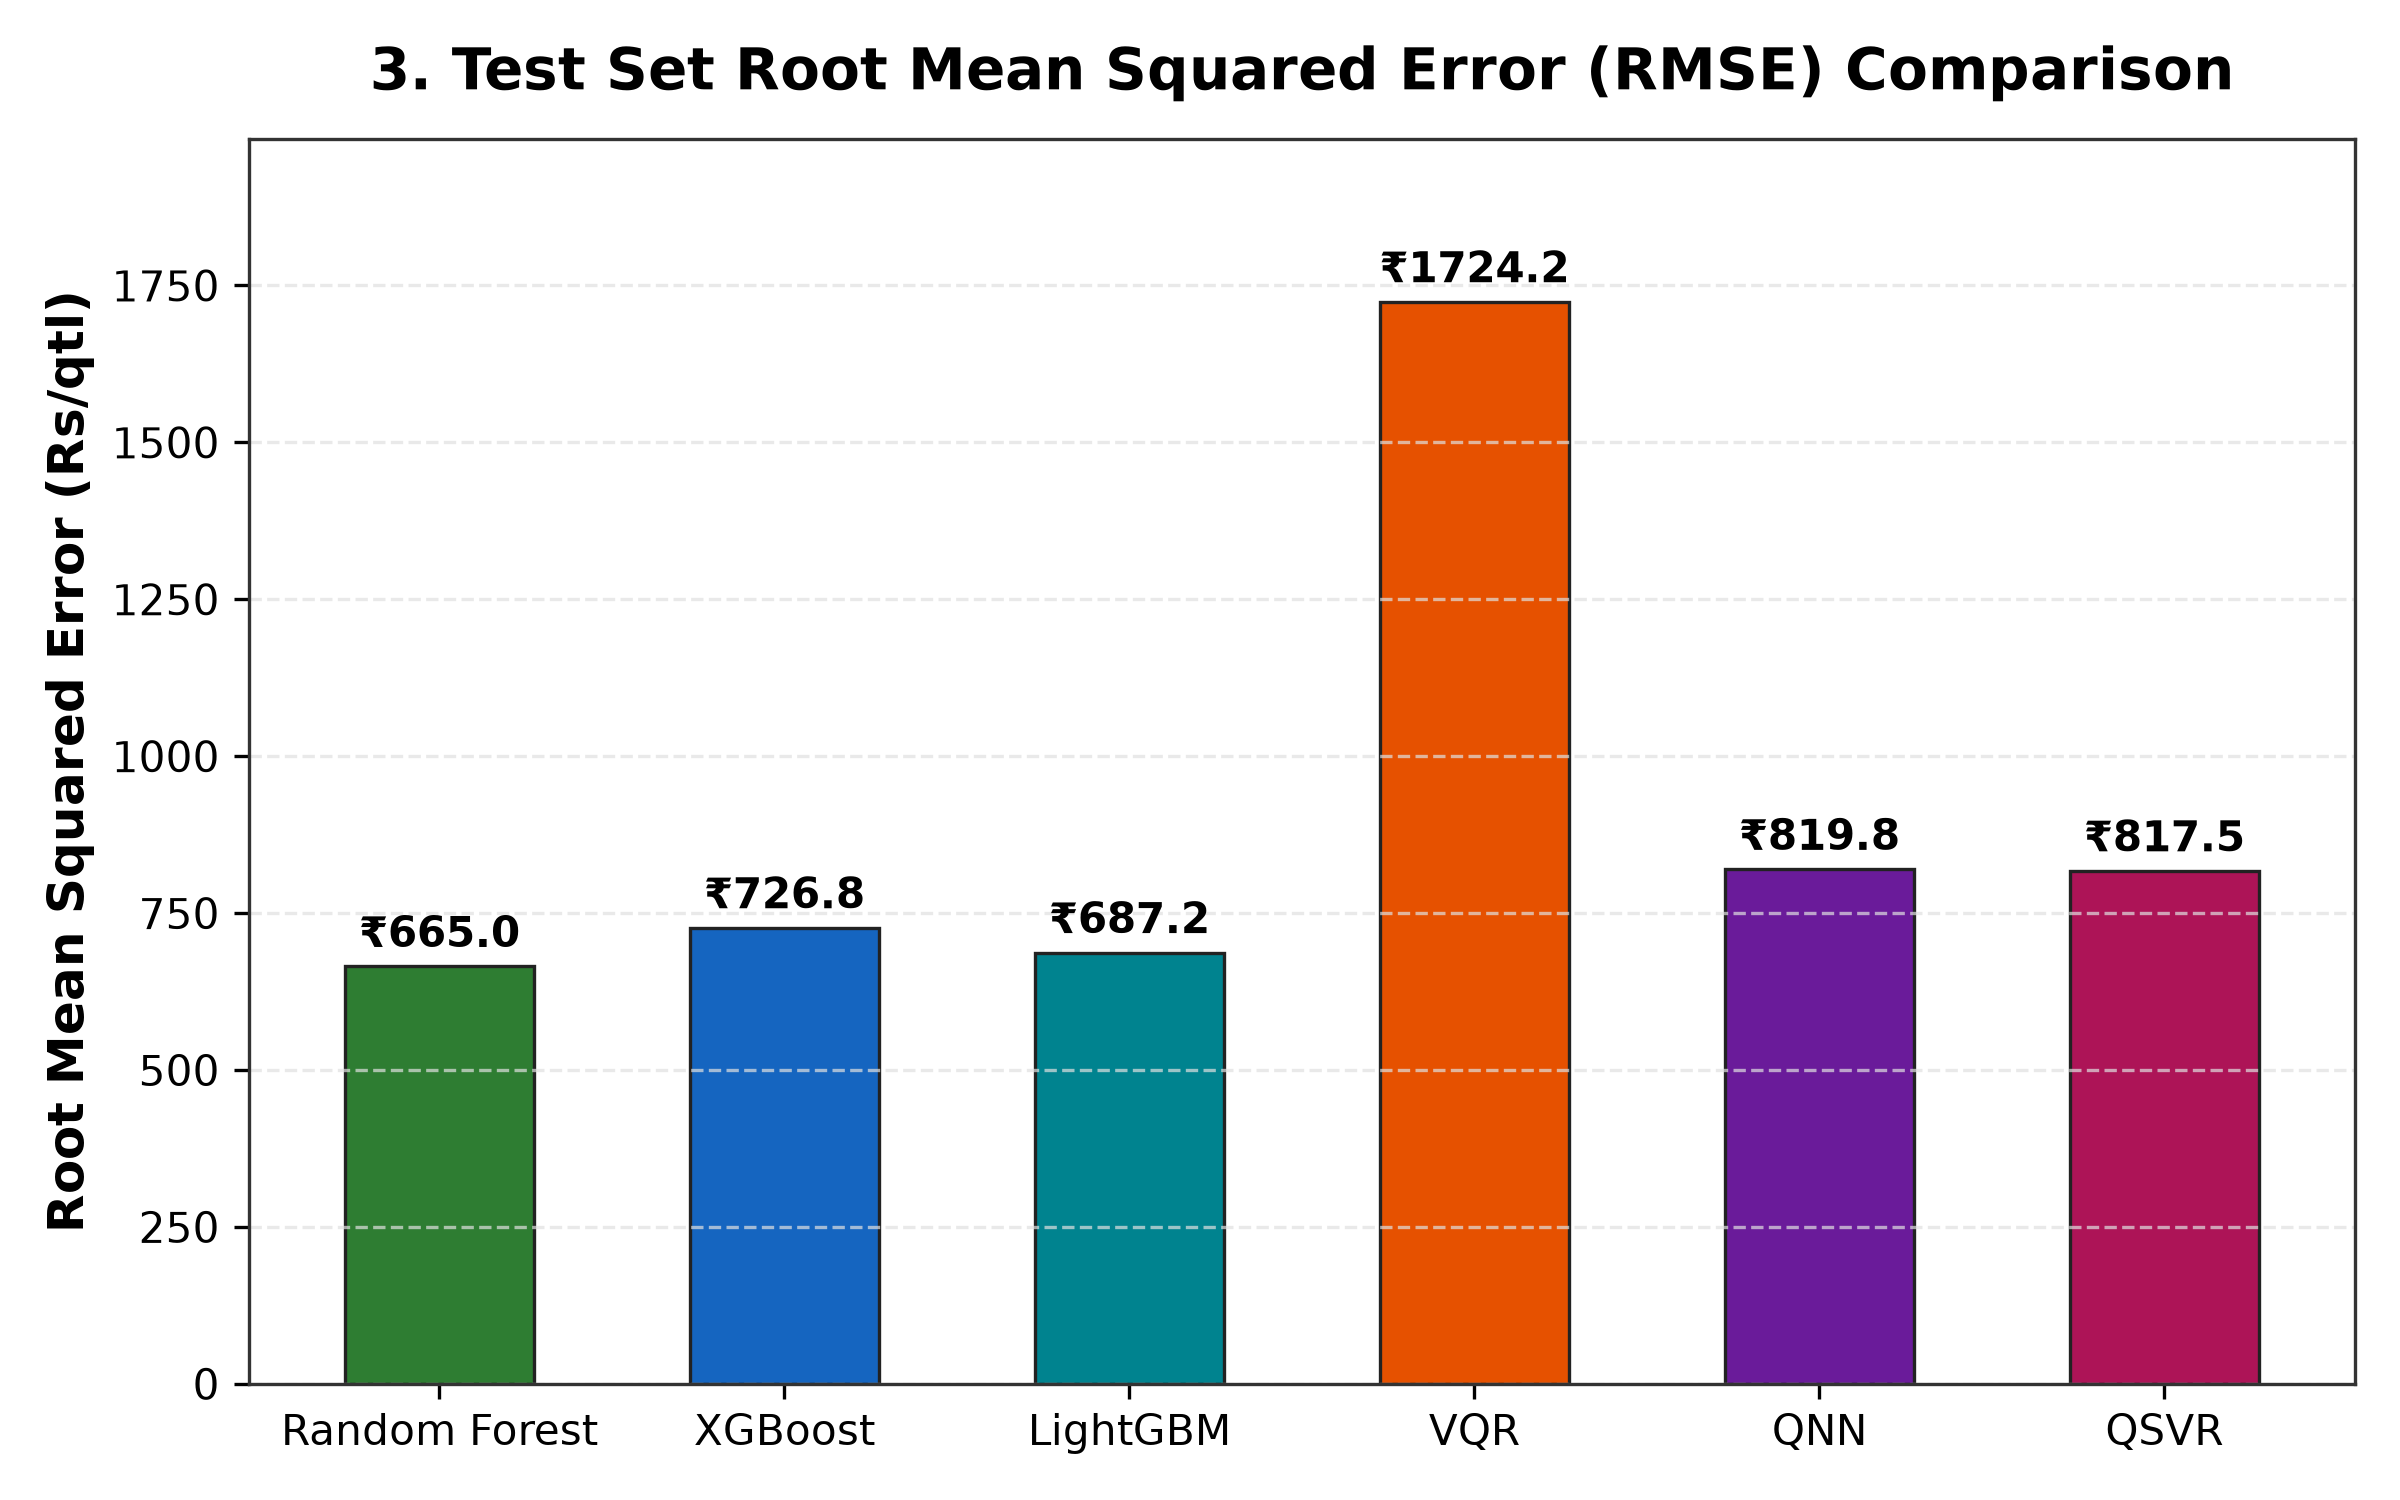 3. Test Set Root Mean Squared Error (RMSE) Comparison
Root Mean Squared Error (Rs/qtl)
1750
1500
1250
1000
750
500
250
0
₹665.0
₹726.8
₹687.2
₹1724.2
₹819.8
₹817.5
Random Forest
XGBoost
LightGBM
VQR
QNN
QSVR